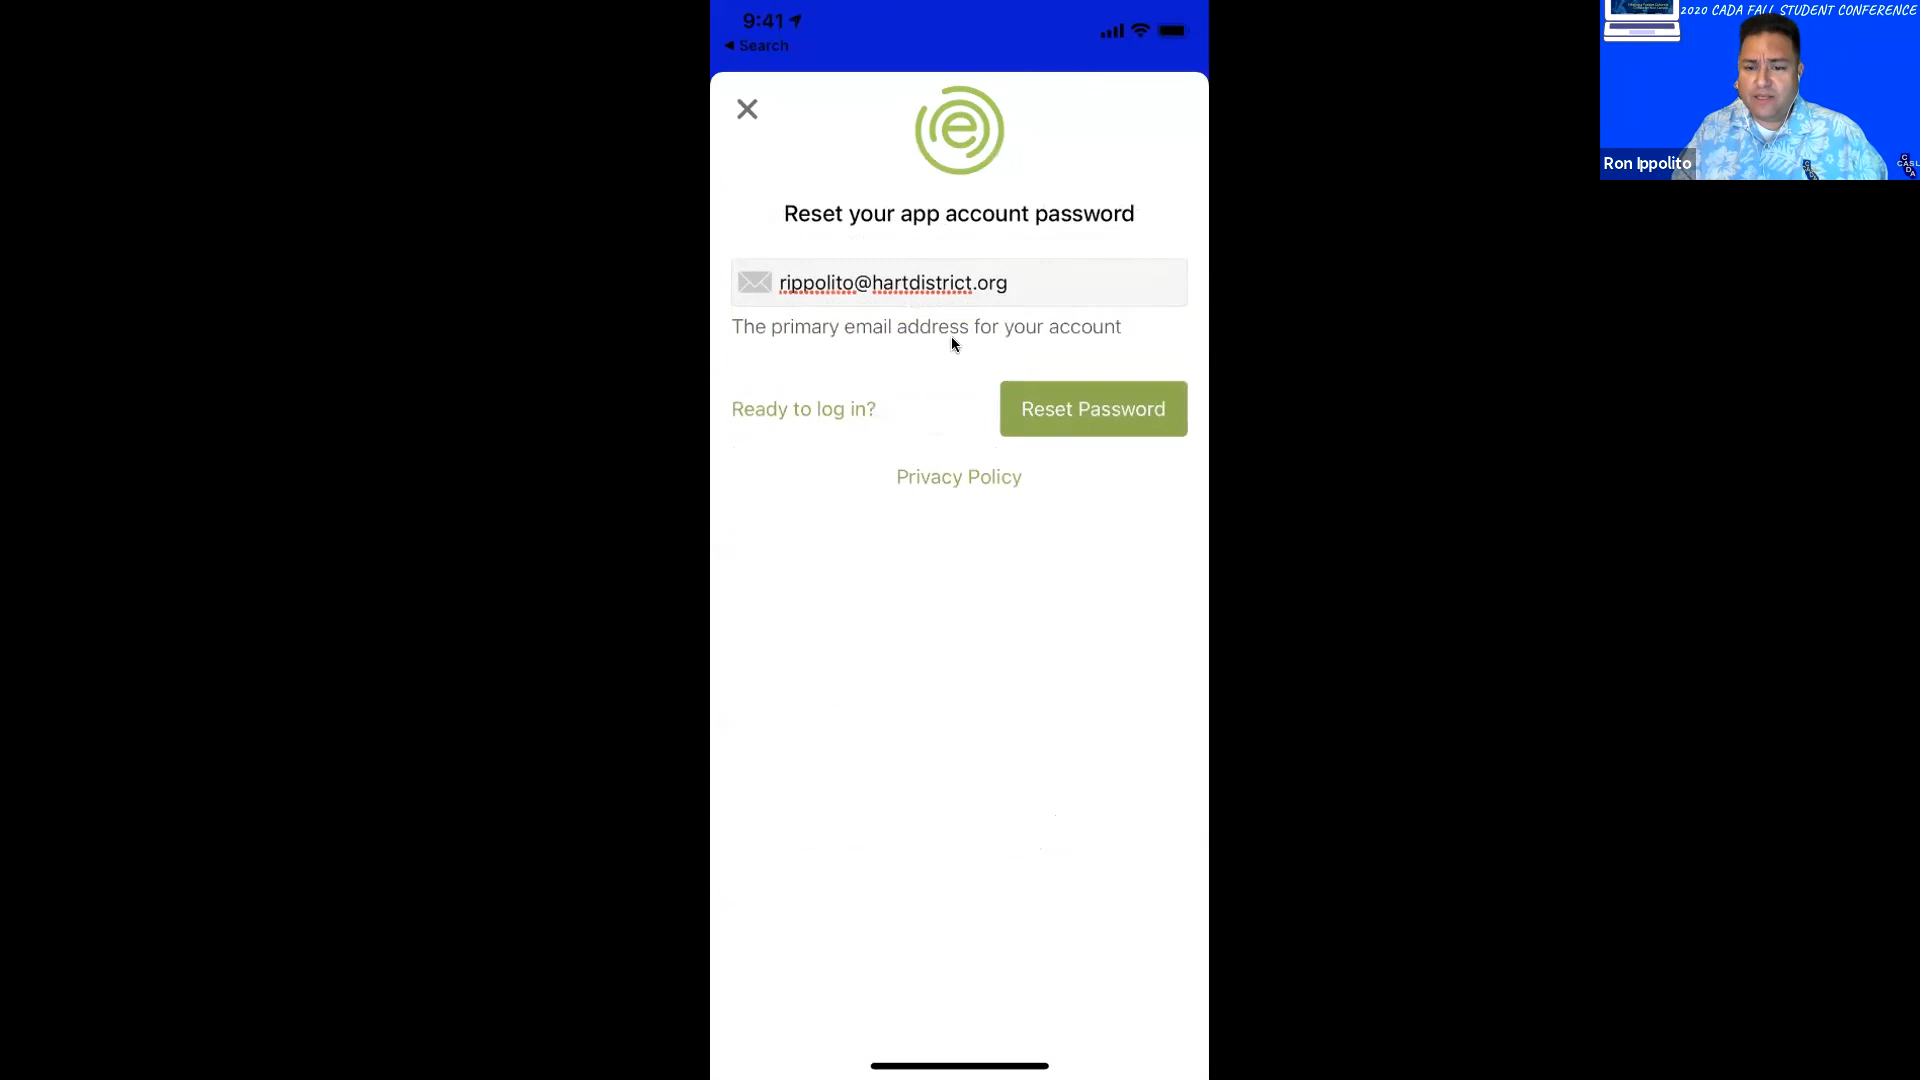 9:41
Search
2020 CADA FALL STUDENT CONFERENCE
Ron Ippolito
e
Reset your app account password
rippolito@hartdistrict.org
The primary email address for your account
Ready to log in?
Reset Password
Privacy Policy